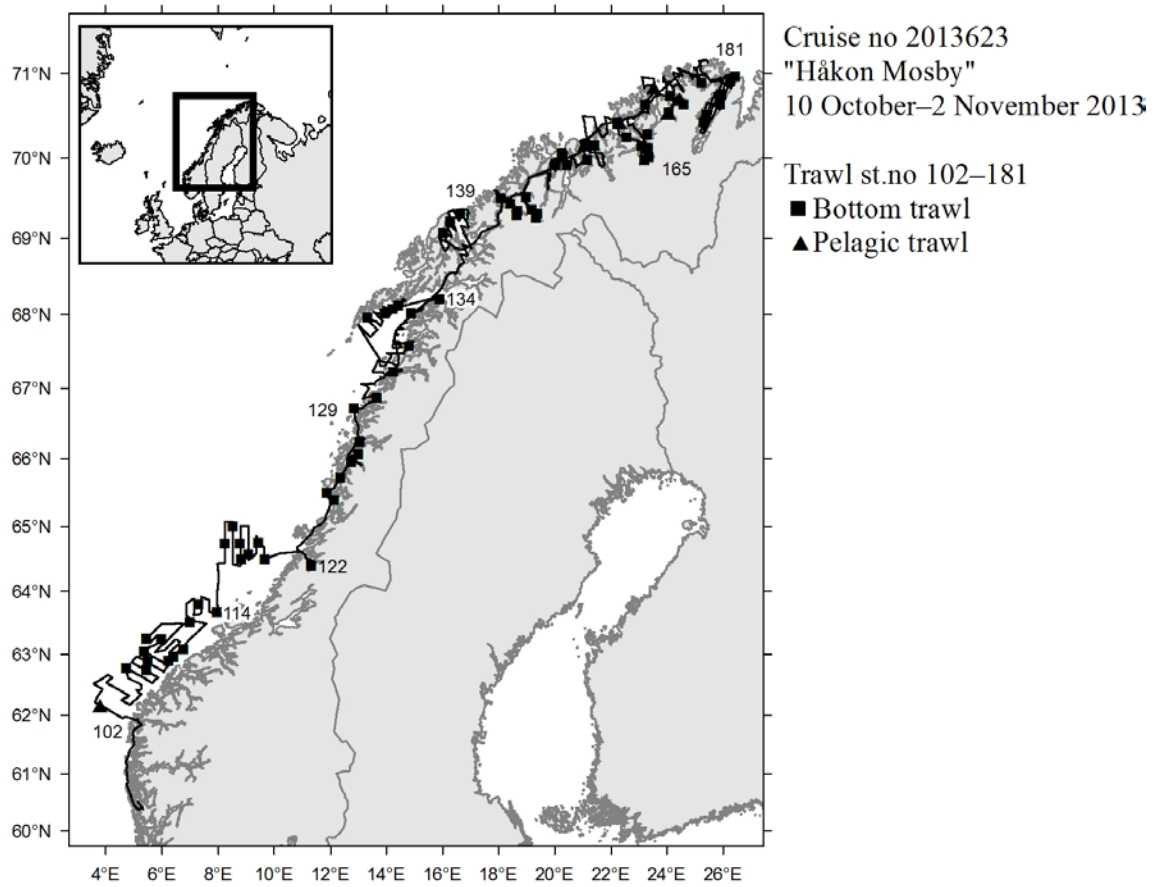 Cruise no 2013623
"Håkon Mosby"
10 October–2 November 2013
Trawl st.no 102–181
Bottom trawl
Pelagic trawl
181
71°N
70°N
165
139
69°N
134
68°N
67°N
129
66°N
65°N
122
64°N
114
63°N
62°N
102
61°N
60°N
4°E 6°E 8°E 10°E 12°E 14°E 16°E 18°E 20°E 22°E 24°E 26°E